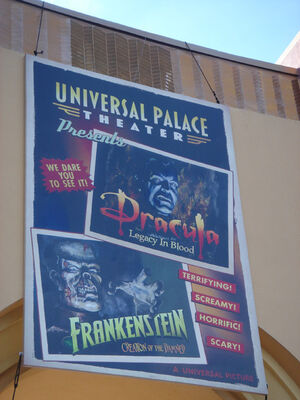 UNIVERSAL PALACE
THEATER
Presents
WE DARE
YOU
TO SEE IT!
Dracula
Legacy In Blood
FRANKENSTEIN
CREATION OF THE DAMNED
TERRIFYING!
SCREAMY!
HORRIFIC!
SCARY!
A UNIVERSAL PICTURE